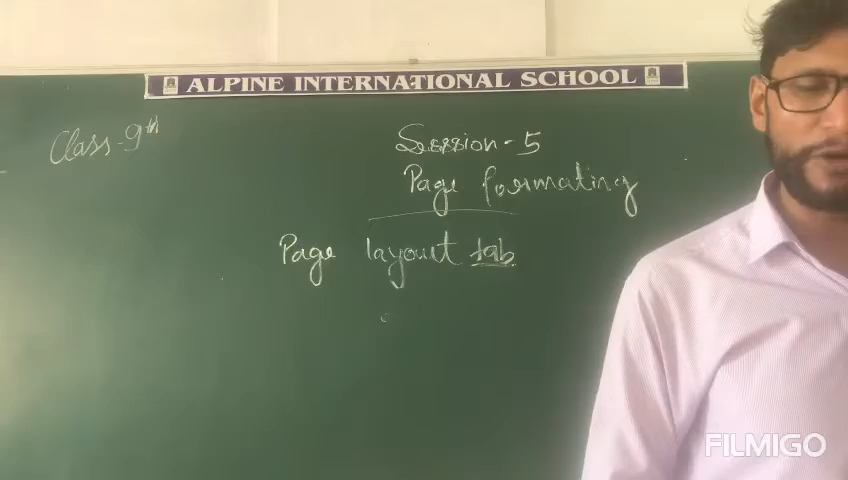 ALPINE INTERNATIONAL SCHOOL
Class-9th
Session-5
Page formating
Page layout tab
FILMIGO